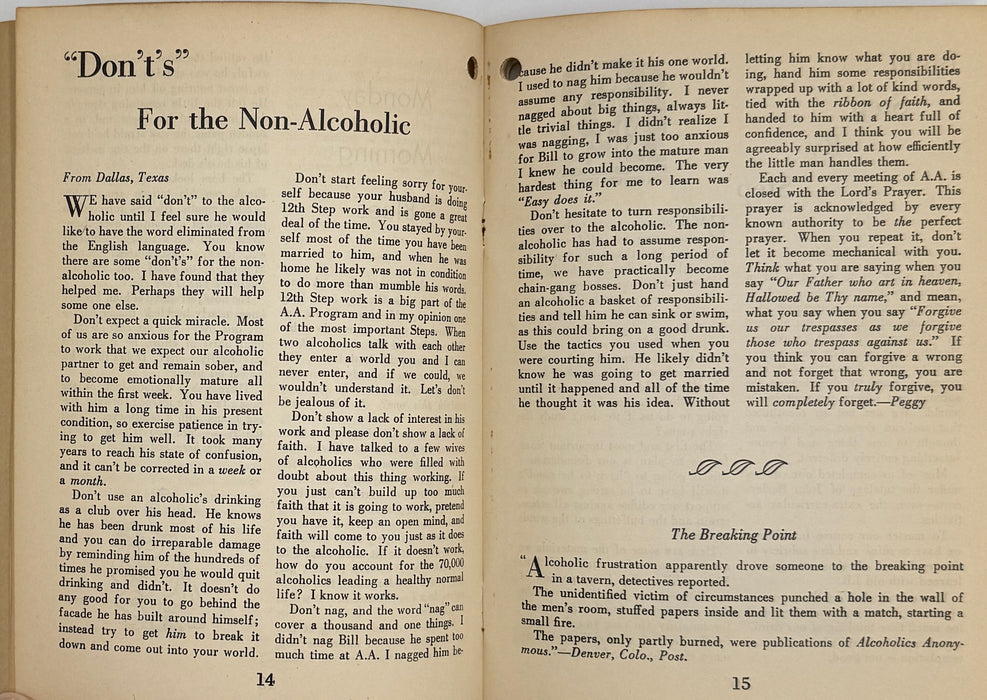 "Don't's"
For the Non-Alcoholic
From Dallas, Texas
WE have said "don't" to the alco-
holic until I feel sure he would
like to have the word eliminated from
the English language. You know
there are some "don't's" for the non-
alcoholic too. I have found that they
helped me. Perhaps they will help
some one else.
Don't expect a quick miracle. Most
of us are so anxious for the Program
to work that we expect our alcoholic
partner to get and remain sober, and
to become emotionally mature all
within the first week. You have lived
with him a long time in his present
condition, so exercise patience in try-
ing to get him well. It took many
years to reach his state of confusion,
and it can't be corrected in a week or
a month.
Don't use an alcoholic's drinking
as a club over his head. He knows
he has been drunk most of his life
and you can do irreparable damage
by reminding him of the hundreds of
times he promised you he would quit
drinking and didn't. It doesn't do
any good for you to go behind the
facade he has built around himself;
instead try to get him to break it
down and come out into your world.
Don't start feeling sorry for your-
self because your husband is doing
12th Step work and is gone a great
deal of the time. You stayed by your-
self most of the time you have been
married to him, and when he was
home he likely was not in condition
to do more than mumble his words.
12th Step work is a big part of the
A.A. Program and in my opinion one
of the most important Steps. When
two alcoholics talk with each other
they enter a world you and I can
never enter, and if we could, we
wouldn't understand it. Let's don't
be jealous of it.
Don't show a lack of interest in his
work and please don't show a lack of
faith. I have talked to a few wives
of alcoholics who were filled with
doubt about this thing working. If
you just can't build up too much
faith that it is going to work, pretend
you have it, keep an open mind, and
faith will come to you just as it does
to the alcoholic. If it doesn't work,
how do you account for the 70,000
alcoholics leading a healthy normal
life? I know it works.
Don't nag, and the word "nag" can
cover a thousand and one things. I
didn't nag Bill because he spent too
much time at A.A. I nagged him be-
14
cause he didn't make it his one world.
I used to nag him because he wouldn't
assume any responsibility. I never
nagged about big things, always lit-
tle trivial things. I didn't realize I
was nagging, I was just too anxious
for Bill to grow into the mature man
I knew he could become. The very
hardest thing for me to learn was
"Easy does it."
Don't hesitate to turn responsibili-
ties over to the alcoholic. The non-
alcoholic has had to assume respon-
sibility for such a long period of
time, we have practically become
chain-gang bosses. Don't just hand
an alcoholic a basket of responsibili-
ties and tell him he can sink or swim,
as this could bring on a good drunk.
Use the tactics you used when you
were courting him. He likely didn't
know he was going to get married
until it happened and all of the time
he thought it was his idea. Without
letting him know what you are do-
ing, hand him some responsibilities
wrapped up with a lot of kind words,
tied with the ribbon of faith, and
handed to him with a heart full of
confidence, and I think you will be
agreeably surprised at how efficiently
the little man handles them.
Each and every meeting of A.A. is
closed with the Lord's Prayer. This
prayer is acknowledged by every
known authority to be the perfect
prayer. When you repeat it, don't
let it become mechanical with you.
Think what you are saying when you
say "Our Father who art in heaven,
Hallowed be Thy name," and mean,
what you say when you say "Forgive
us our trespasses as we forgive
those who trespass against us." If
you think you can forgive a wrong
and not forget that wrong, you are
mistaken. If you truly forgive, you
will completely forget.—Peggy
The Breaking Point
"Alcoholic frustration apparently drove someone to the breaking point
in a tavern, detectives reported.
The unidentified victim of circumstances punched a hole in the wall of
the men's room, stuffed papers inside and lit them with a match, starting a
small fire.
The papers, only partly burned, were publications of Alcoholics Anony-
mous."—Denver, Colo., Post.
15